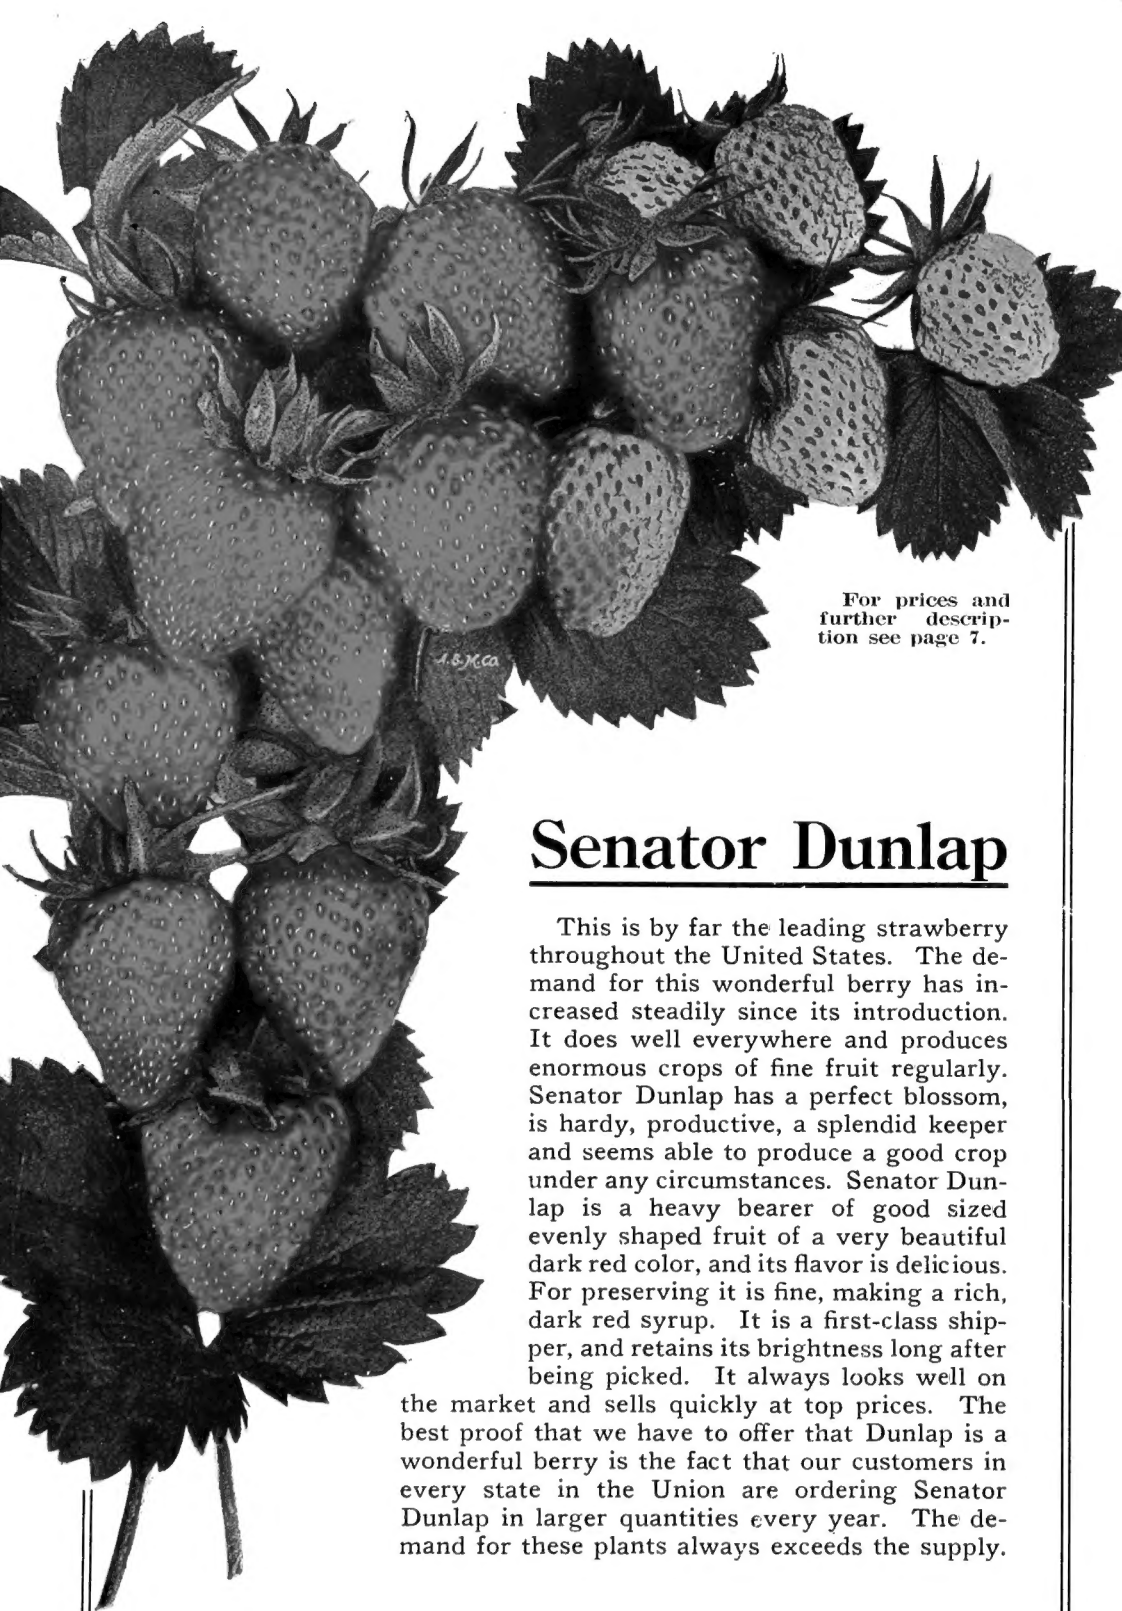 For prices and
further descrip-
tion see page 7.
A.B.M.Co
Senator Dunlap
This is by far the leading strawberry
throughout the United States. The de-
mand for this wonderful berry has in-
creased steadily since its introduction.
It does well everywhere and produces
enormous crops of fine fruit regularly.
Senator Dunlap has a perfect blossom,
is hardy, productive, a splendid keeper
and seems able to produce a good crop
under any circumstances. Senator Dun-
lap is a heavy bearer of good sized
evenly shaped fruit of a very beautiful
dark red color, and its flavor is delicious.
For preserving it is fine, making a rich,
dark red syrup. It is a first-class ship-
per, and retains its brightness long after
being picked. It always looks well on
the market and sells quickly at top prices. The
best proof that we have to offer that Dunlap is a
wonderful berry is the fact that our customers in
every state in the Union are ordering Senator
Dunlap in larger quantities every year. The de-
mand for these plants always exceeds the supply.